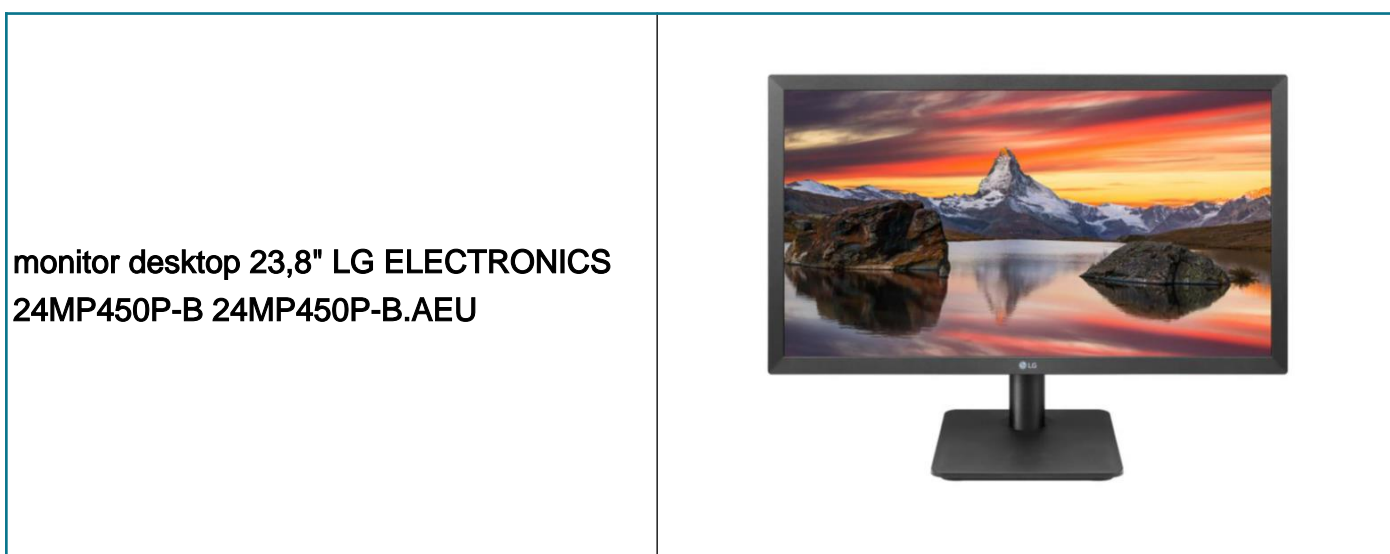 monitor desktop 23,8" LG ELECTRONICS
24MP450P-B 24MP450P-B.AEU
LG